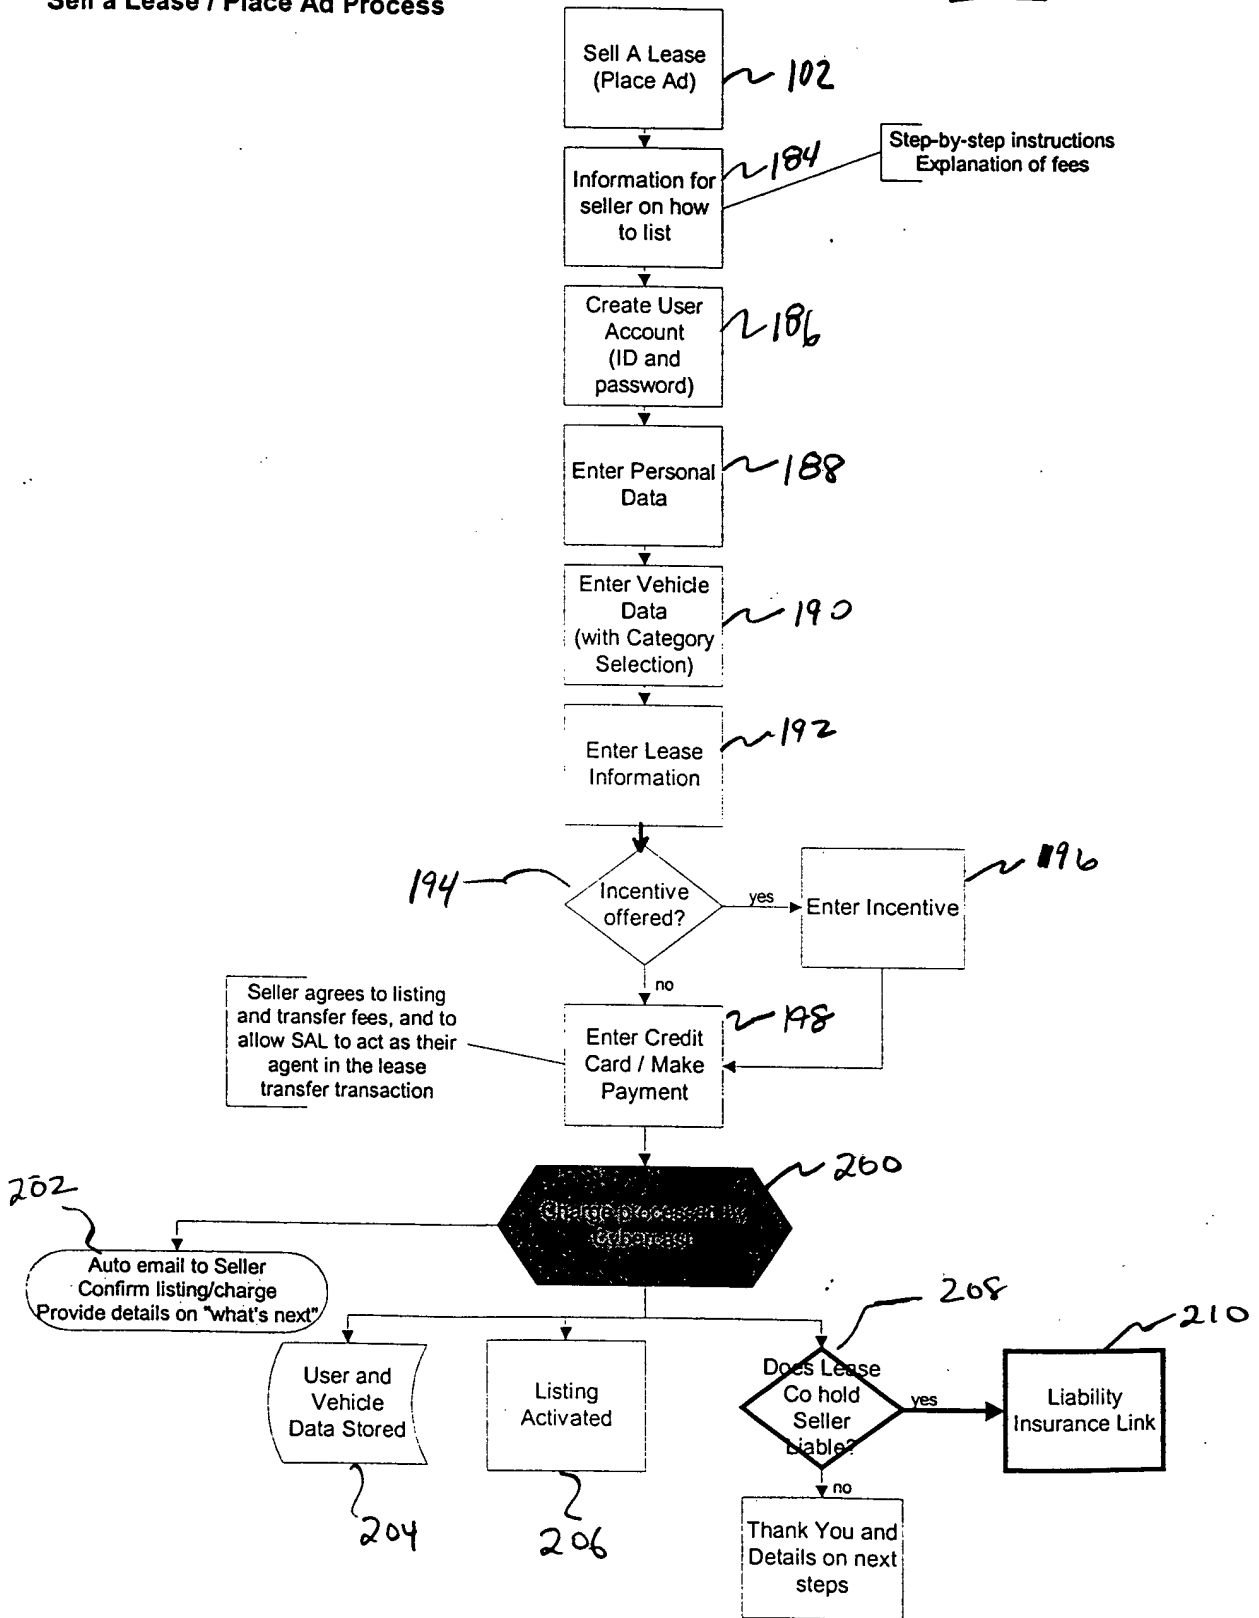 Sell a Lease / Place Ad Process
Sell A Lease
(Place Ad)
102
Information for
seller on how
to list
184
Step-by-step instructions
Explanation of fees
Create User
Account
(ID and
password)
186
Enter Personal
Data
188
Enter Vehicle
Data
(with Category
Selection)
190
Enter Lease
Information
192
194
Incentive
offered?
yes
Enter Incentive
196
no
Seller agrees to listing
and transfer fees, and to
allow SAL to act as their
agent in the lease
transfer transaction
Enter Credit
Card / Make
Payment
198
Charge processed by
Cybercash
200
202
Auto email to Seller
Confirm listing/charge
Provide details on "what's next"
User and
Vehicle
Data Stored
204
Listing
Activated
206
Does Lease
Co hold
Seller
Liable?
208
yes
Liability
Insurance Link
210
no
Thank You and
Details on next
steps